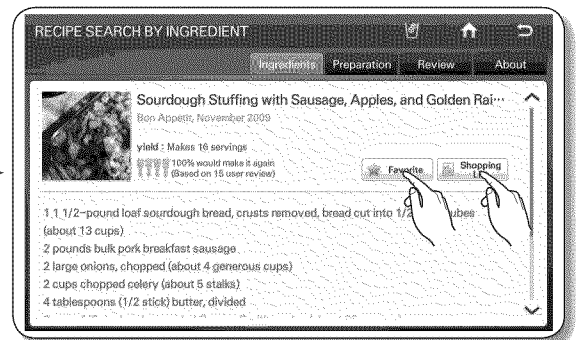 RECIPE SEARCH BY INGREDIENT
Ingredients Preparation Review About
Sourdough Stuffing with Sausage, Apples, and Golden Rai···
Bon Appetit, November 2009
yield : Makes 16 servings
100% would make it again
(Based on 15 user review)
Favorite
Shopping
1 1 1/2-pound loaf sourdough bread, crusts removed, bread cut into 1/2
(about 13 cups)
2 pounds bulk pork breakfast sausage
2 large onions, chopped (about 4 generous cups)
2 cups chopped celery (about 5 stalks)
4 tablespoons (1/2 stick) butter, divided